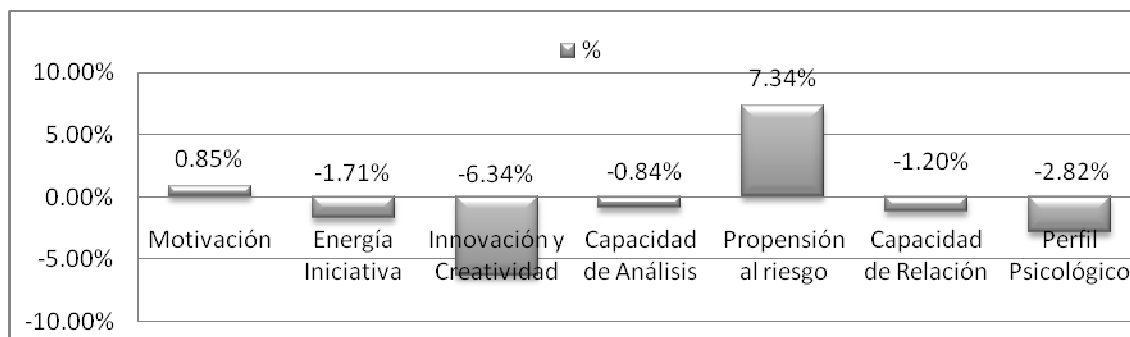 %
10.00%
5.00%
0.00%
-5.00%
-10.00%
0.85%
-1.71%
-6.34%
-0.84%
7.34%
-1.20%
-2.82%
Motivación
Energía
Iniciativa
Innovación y
Creatividad
Capacidad
de Análisis
Propensión
al riesgo
Capacidad
de Relación
Perfil
Psicológico